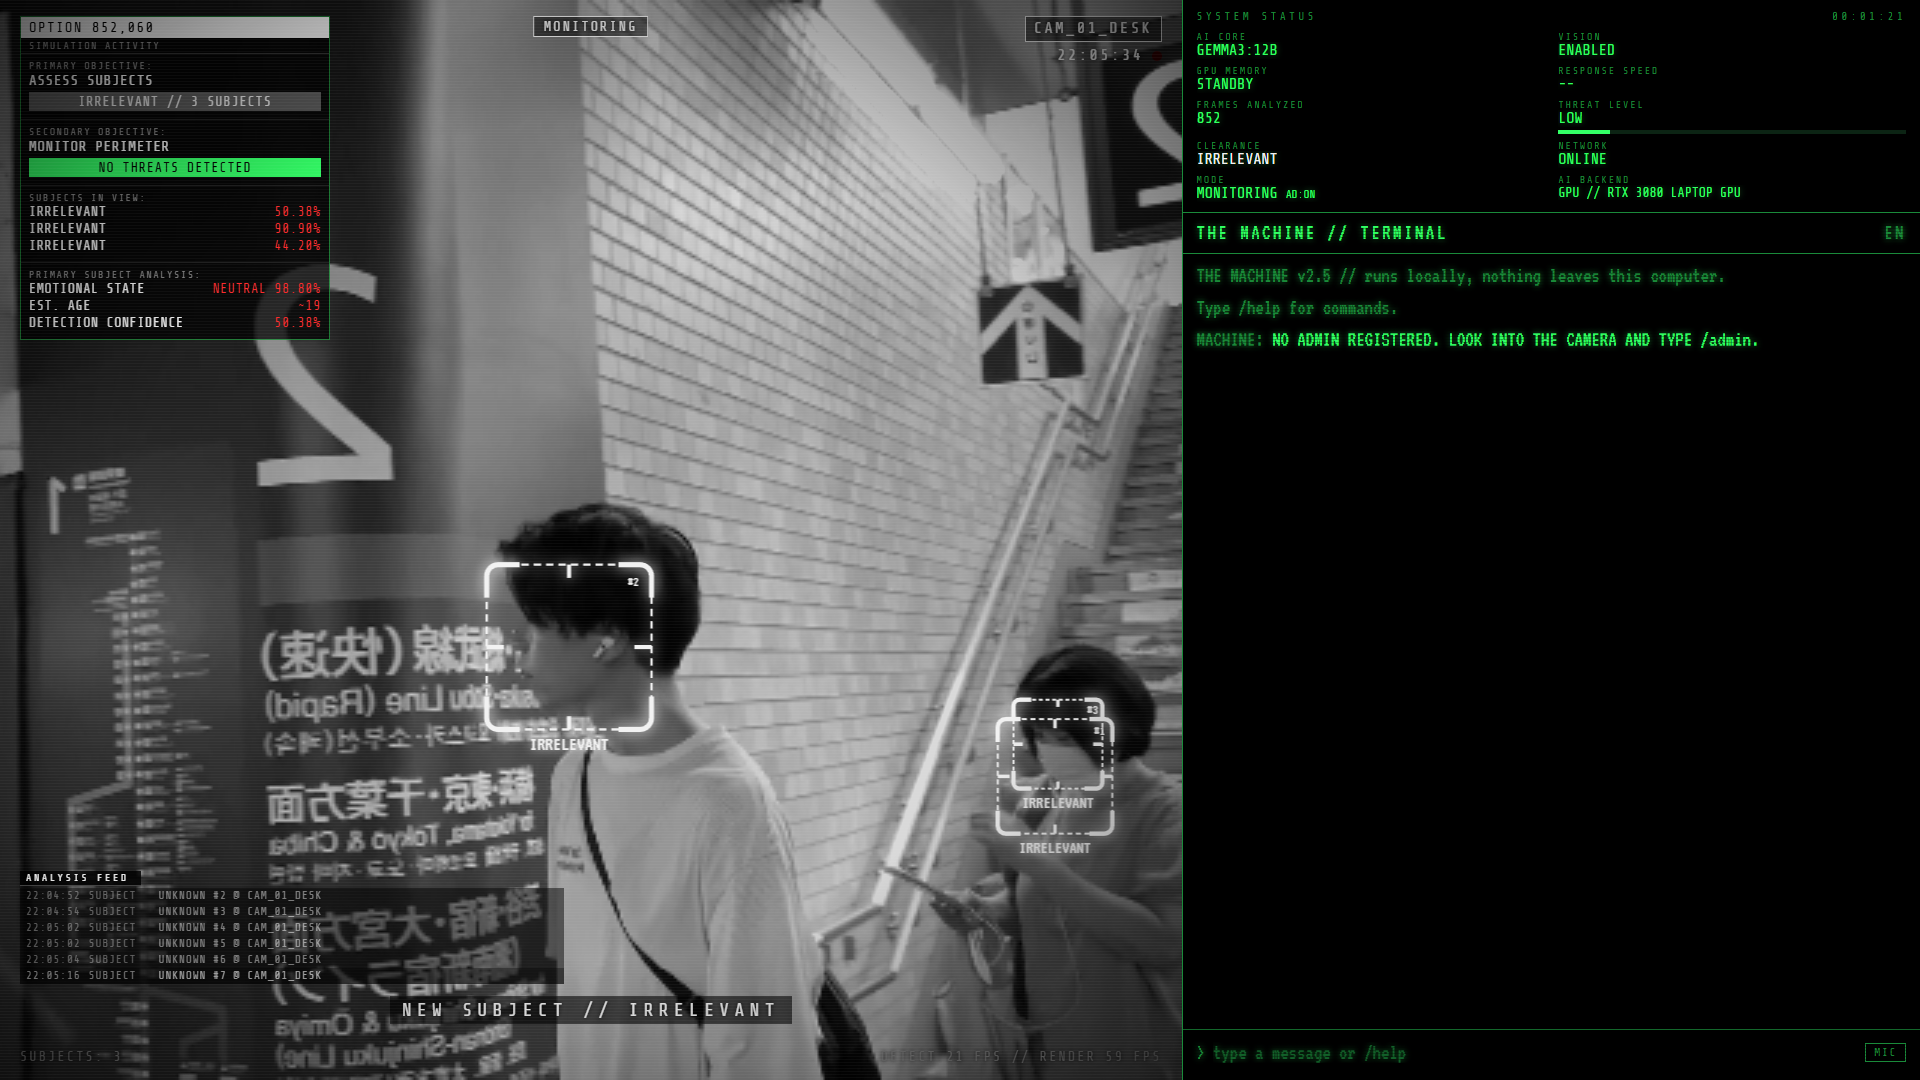 OPTION 852,060
SIMULATION ACTIVITY
PRIMARY OBJECTIVE:
ASSESS SUBJECTS
IRRELEVANT // 3 SUBJECTS
SECONDARY OBJECTIVE:
MONITOR PERIMETER
NO THREATS DETECTED
SUBJECTS IN VIEW:
IRRELEVANT 50.38%
IRRELEVANT 90.90%
IRRELEVANT 44.20%
PRIMARY SUBJECT ANALYSIS:
EMOTIONAL STATE NEUTRAL 98.80%
EST. AGE ~19
DETECTION CONFIDENCE 50.38%
MONITORING
CAM_01_DESK
22:05:34
2
2
1
(快速)
Line (Rapid)
千葉方面
Tokyo & Chiba
大宮
& Omiya
Line)
#2
IRRELEVANT
#3
IRRELEVANT
IRRELEVANT
ANALYSIS FEED
22:04:52 SUBJECT UNKNOWN #2 @ CAM_01_DESK
22:04:54 SUBJECT UNKNOWN #3 @ CAM_01_DESK
22:05:02 SUBJECT UNKNOWN #4 @ CAM_01_DESK
22:05:02 SUBJECT UNKNOWN #5 @ CAM_01_DESK
22:05:04 SUBJECT UNKNOWN #6 @ CAM_01_DESK
22:05:16 SUBJECT UNKNOWN #7 @ CAM_01_DESK
NEW SUBJECT // IRRELEVANT
SUBJECTS: 3
DETECT 21 FPS // RENDER 59 FPS
SYSTEM STATUS 00:01:21
AI CORE VISION
GEMMA3:12B ENABLED
GPU MEMORY RESPONSE SPEED
STANDBY --
FRAMES ANALYZED THREAT LEVEL
852 LOW
CLEARANCE NETWORK
IRRELEVANT ONLINE
MODE AI BACKEND
MONITORING AD:ON GPU // RTX 3080 LAPTOP GPU
THE MACHINE // TERMINAL EN
THE MACHINE v2.5 // runs locally, nothing leaves this computer.
Type /help for commands.
MACHINE: NO ADMIN REGISTERED. LOOK INTO THE CAMERA AND TYPE /admin.
> type a message or /help
MIC